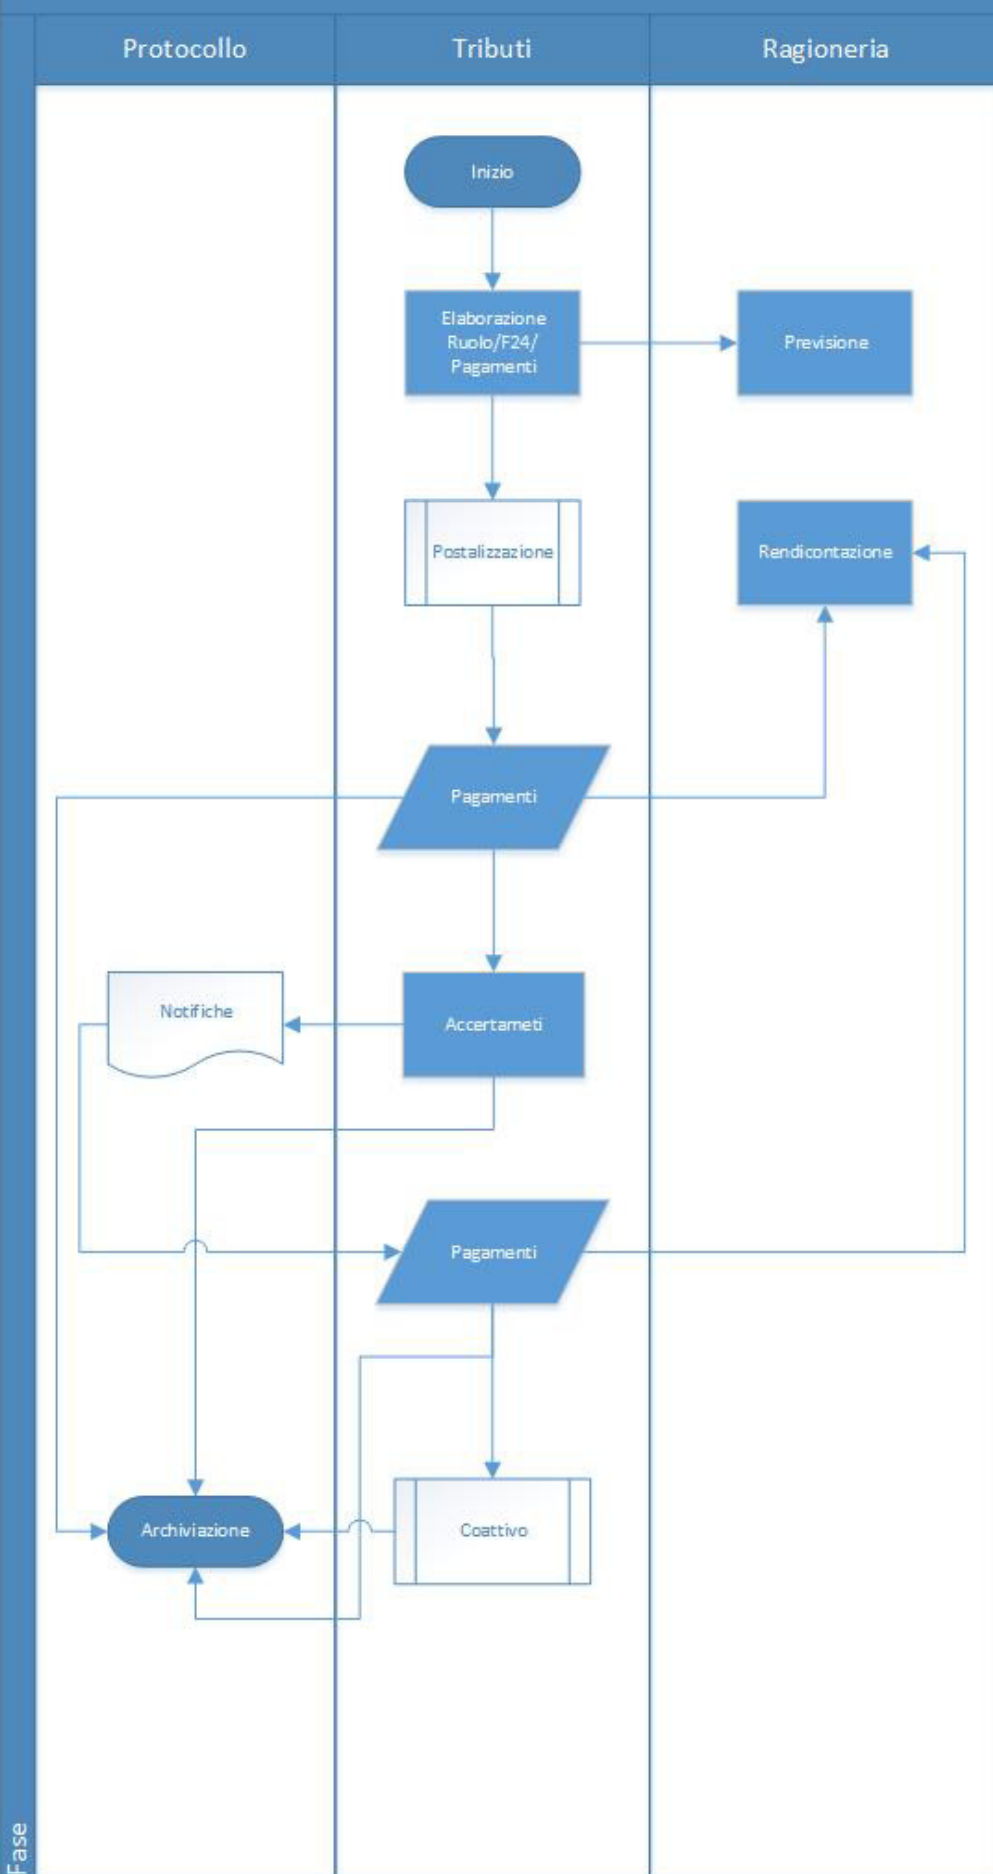 Protocollo
Tributi
Ragioneria
Inizio
Elaborazione
Ruolo/F24/
Pagamenti
Previsione
Postalizzazione
Rendicontazione
Pagamenti
Notifiche
Accertameti
Pagamenti
Archiviazione
Coattivo
Fase